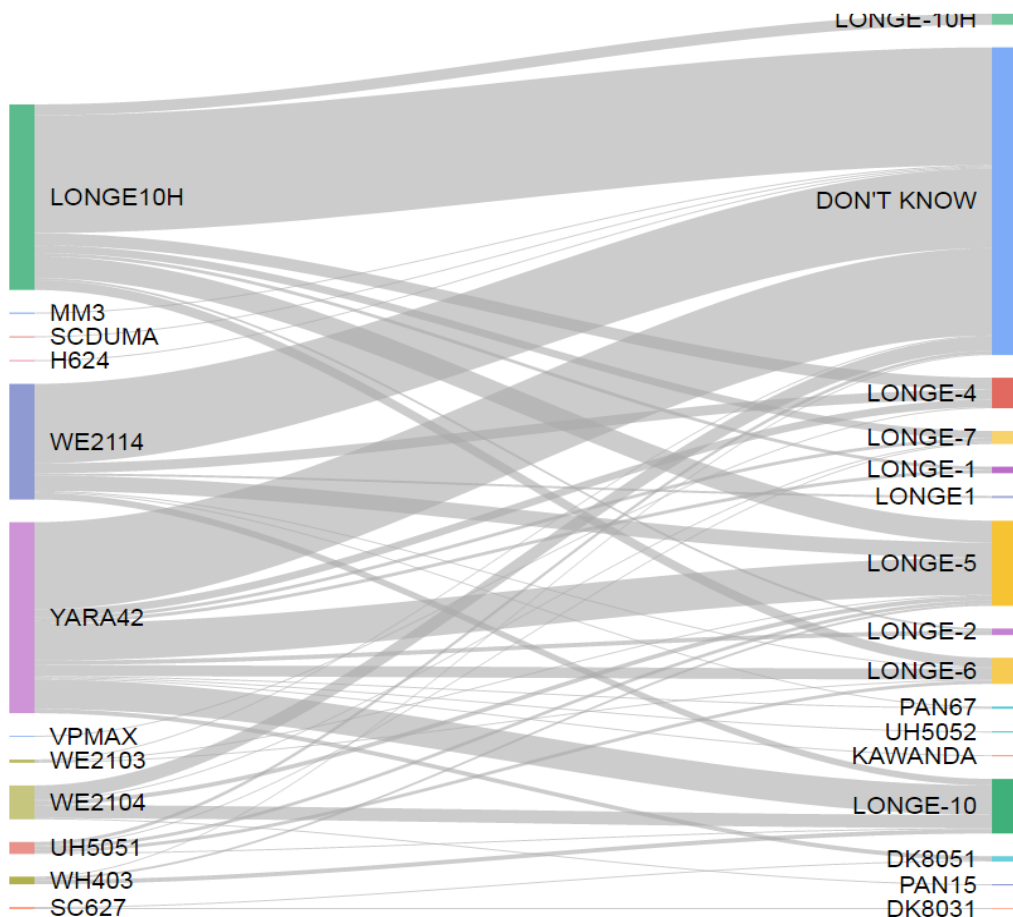 LONGE10H
MM3
SCDUMA
H624
WE2114
YARA42
VPMAX
WE2103
WE2104
UH5051
WH403
SC627
LONGE-10H
DON'T KNOW
LONGE-4
LONGE-7
LONGE-1
LONGE1
LONGE-5
LONGE-2
LONGE-6
PAN67
UH5052
KAWANDA
LONGE-10
DK8051
PAN15
DK8031